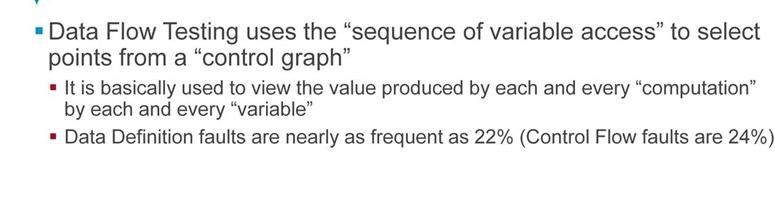 Data Flow Testing uses the “sequence of variable access” to select
points from a “control graph”
It is basically used to view the value produced by each and every “computation”
by each and every “variable”
Data Definition faults are nearly as frequent as 22% (Control Flow faults are 24%)